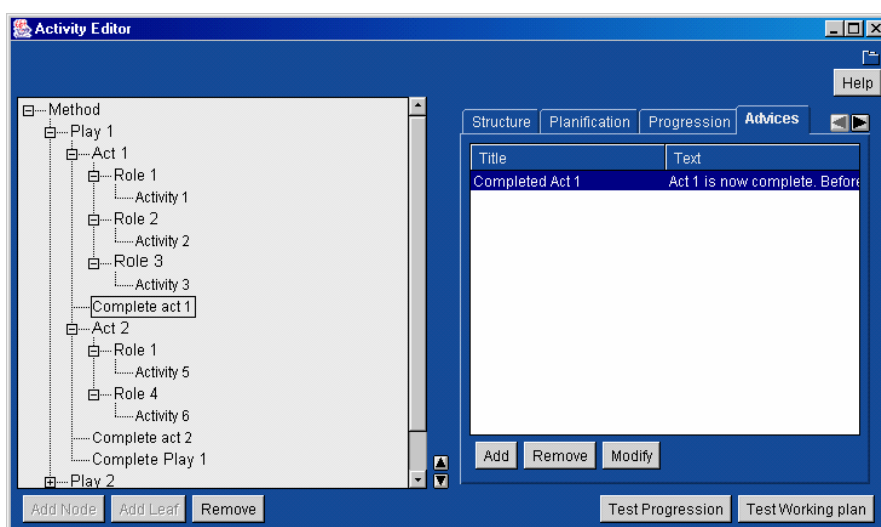 Activity Editor
Help
Method
Play 1
Act 1
Role 1
Activity 1
Role 2
Activity 2
Role 3
Activity 3
Complete act 1
Act 2
Role 1
Activity 5
Role 4
Activity 6
Complete act 2
Complete Play 1
Play 2
Add Node Add Leaf Remove
Structure Planification Progression Advices
Title Text
Completed Act 1 Act 1 is now complete. Before
Add Remove Modify
Test Progression Test Working plan